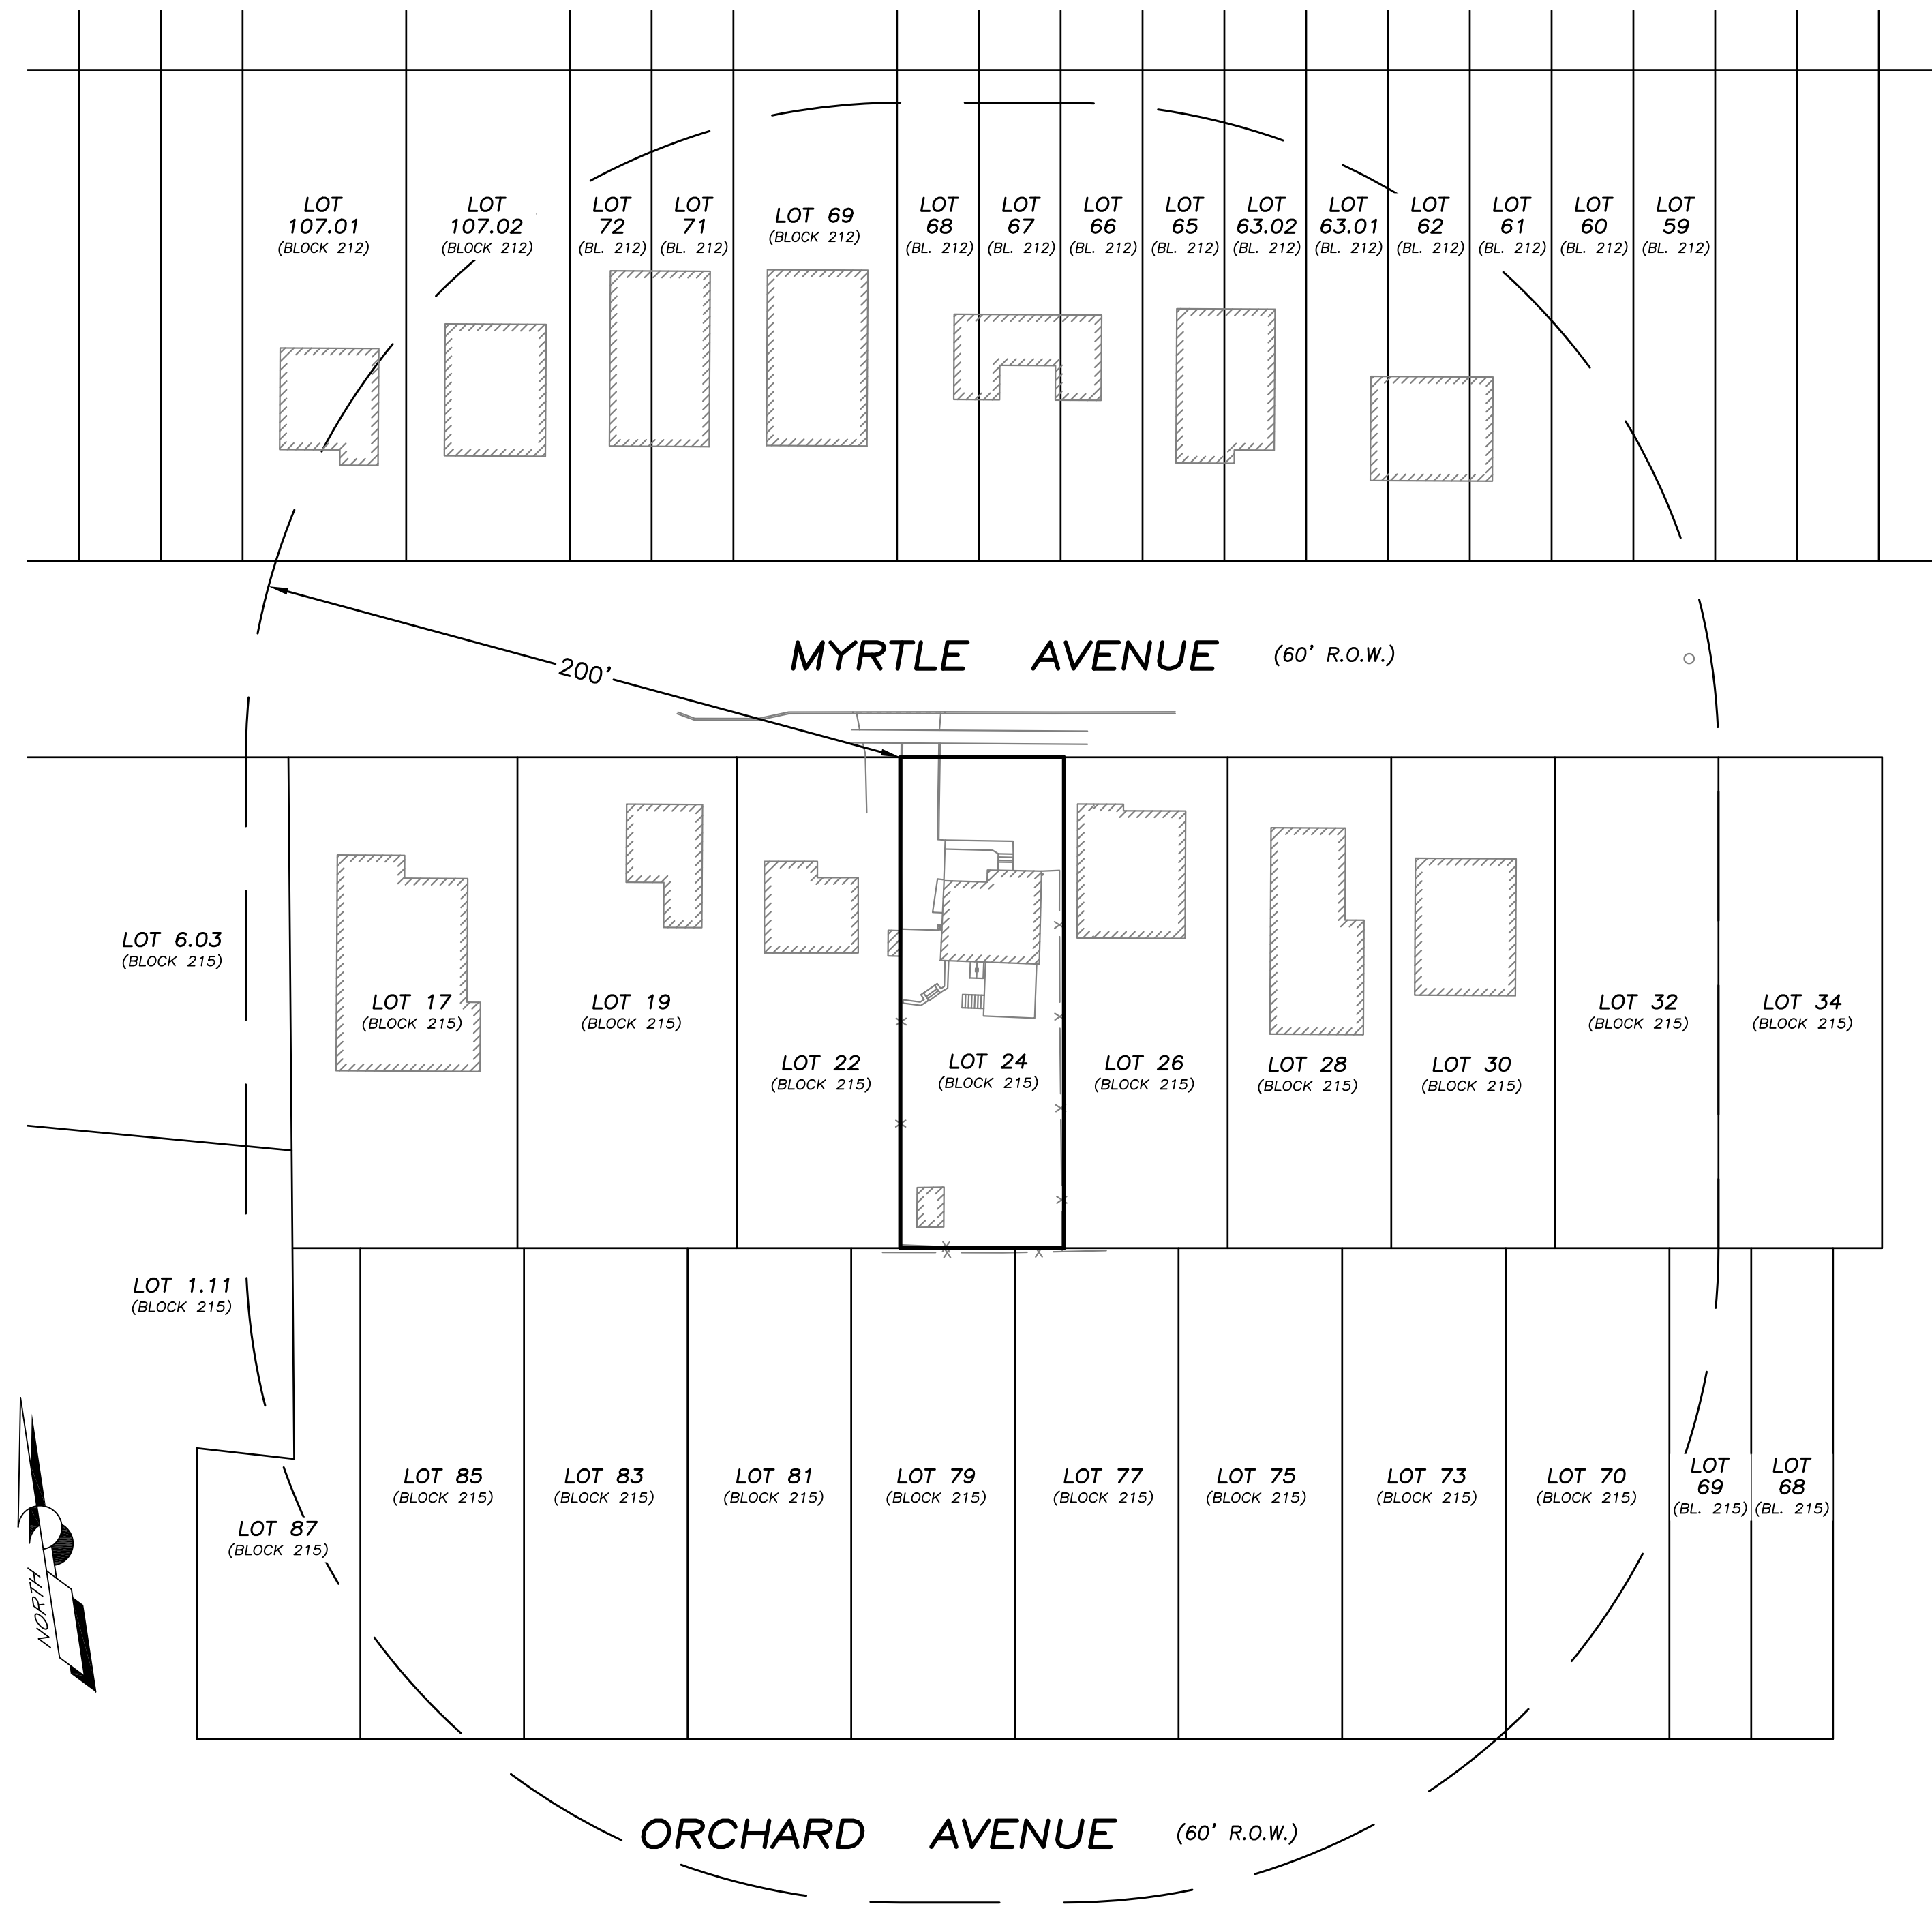 LOT
107.01
(BLOCK 212)
LOT
107.02
(BLOCK 212)
LOT
72
(BL. 212)
LOT
71
(BL. 212)
LOT 69
(BLOCK 212)
LOT
68
(BL. 212)
LOT
67
(BL. 212)
LOT
66
(BL. 212)
LOT
65
(BL. 212)
LOT
63.02
(BL. 212)
LOT
63.01
(BL. 212)
LOT
62
(BL. 212)
LOT
61
(BL. 212)
LOT
60
(BL. 212)
LOT
59
(BL. 212)
MYRTLE AVENUE (60' R.O.W.)
200'
LOT 6.03
(BLOCK 215)
LOT 17
(BLOCK 215)
LOT 19
(BLOCK 215)
LOT 22
(BLOCK 215)
LOT 24
(BLOCK 215)
LOT 26
(BLOCK 215)
LOT 28
(BLOCK 215)
LOT 30
(BLOCK 215)
LOT 32
(BLOCK 215)
LOT 34
(BLOCK 215)
LOT 1.11
(BLOCK 215)
LOT 87
(BLOCK 215)
LOT 85
(BLOCK 215)
LOT 83
(BLOCK 215)
LOT 81
(BLOCK 215)
LOT 79
(BLOCK 215)
LOT 77
(BLOCK 215)
LOT 75
(BLOCK 215)
LOT 73
(BLOCK 215)
LOT 70
(BLOCK 215)
LOT
69
(BL. 215)
LOT
68
(BL. 215)
NORTH
ORCHARD AVENUE (60' R.O.W.)